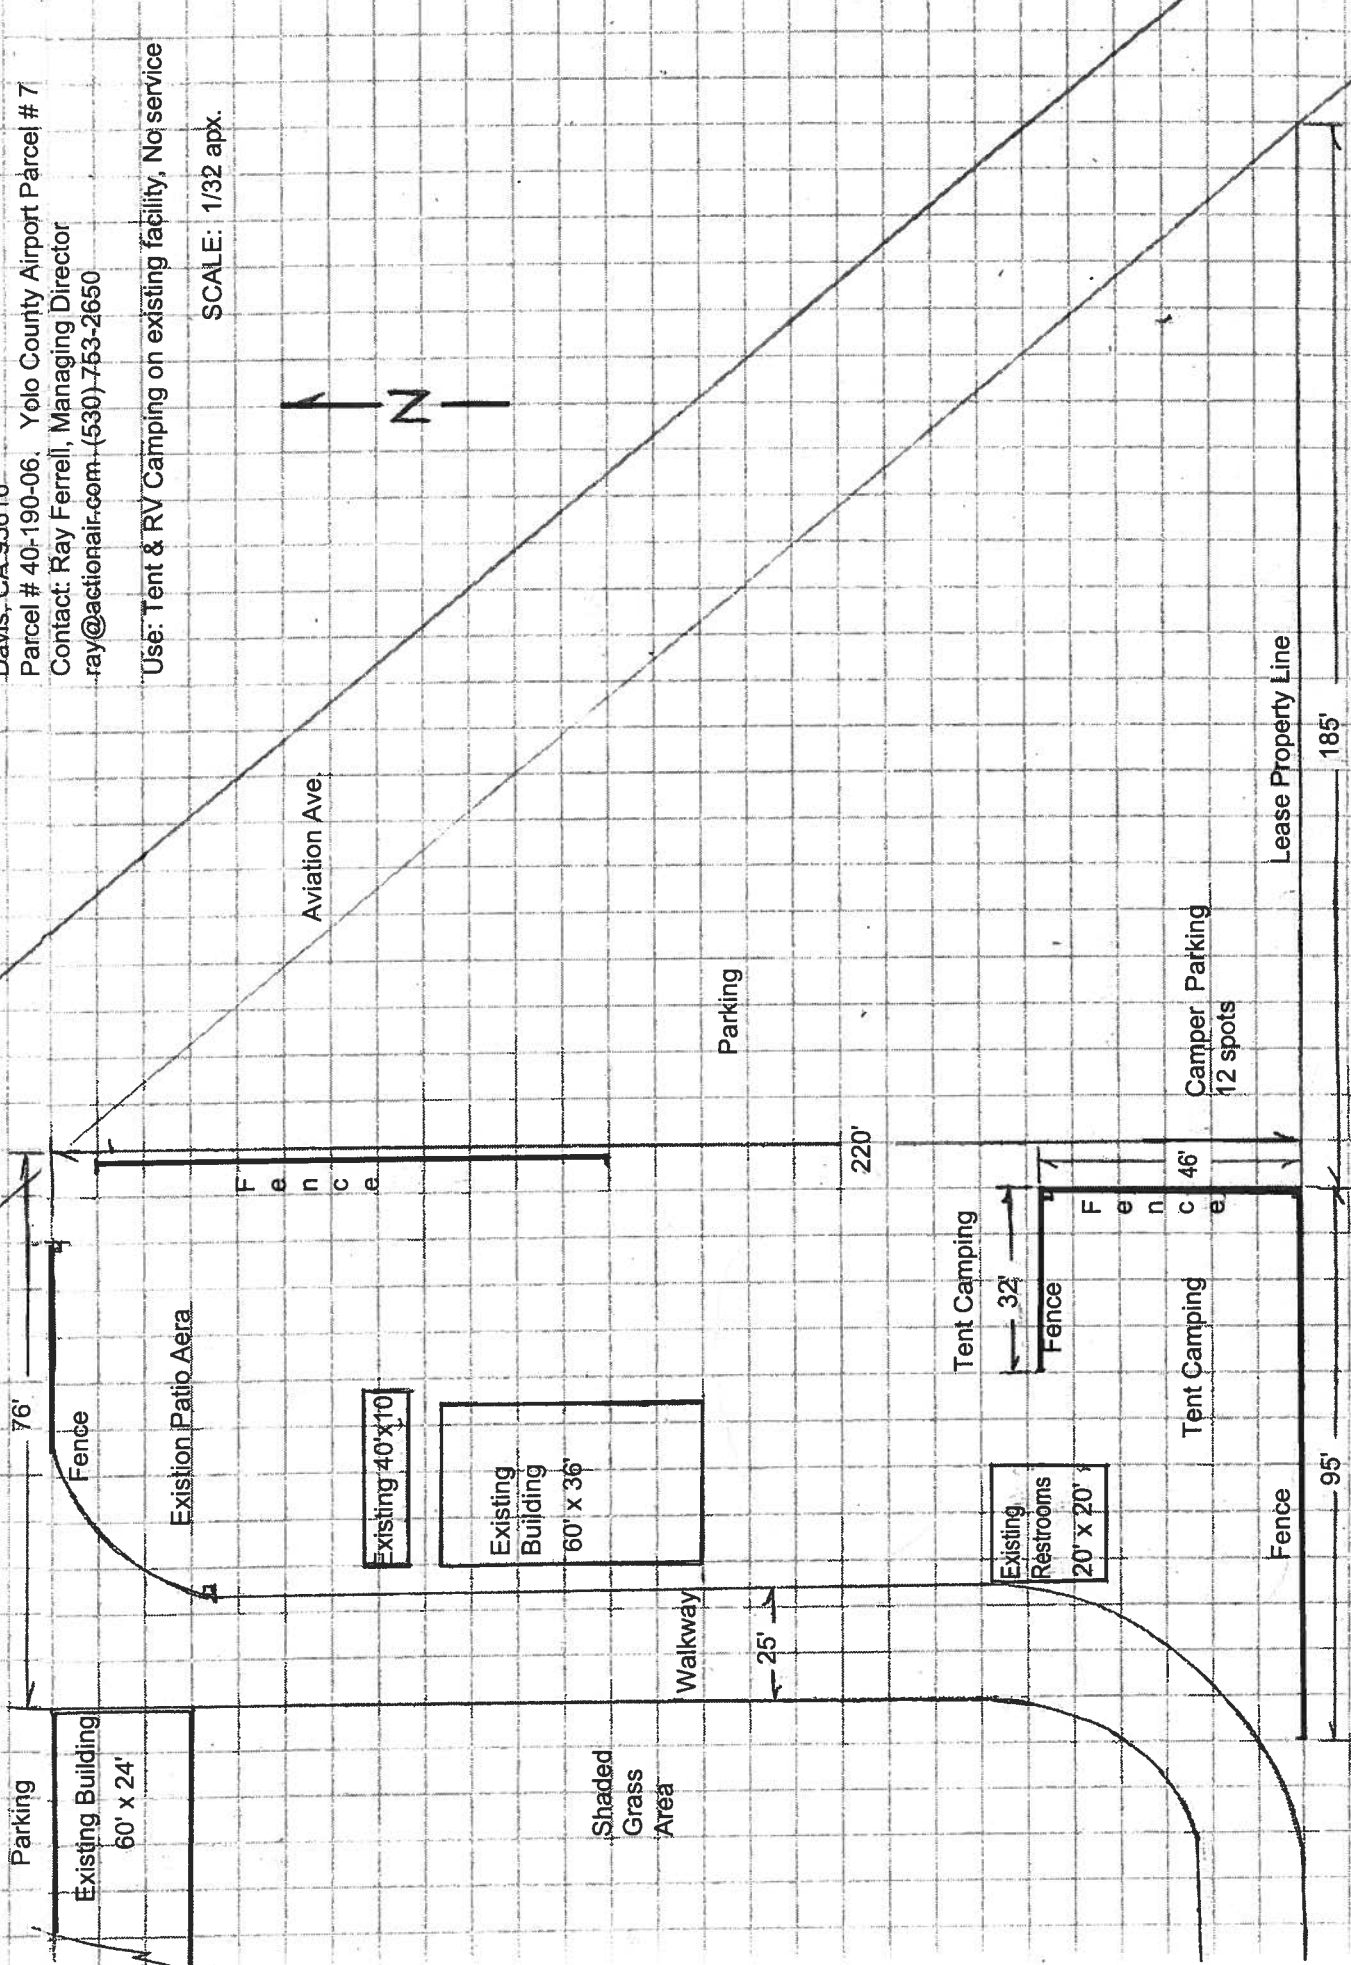 Parcel # 40-190-06. Yolo County Airport Parcel # 7
Contact: Ray Ferrell, Managing Director
ray@actionair.com (530) 753-2650
Use: Tent & RV Camping on existing facility, No service
SCALE: 1/32 apx.
N
Parking
Existing Building
60' x 24'
76'
Fence
Existion Patio Aera
Fence
Aviation Ave.
Existing 40'x10'
Existing
Building
60' x 36'
Shaded
Grass
Area
Walkway
25'
Parking
220'
Tent Camping
32'
Fence
46'
Fence
Existing
Restrooms
20' x 20'
Tent Camping
Camper Parking
12 spots
Fence
Lease Property Line
95'
185'